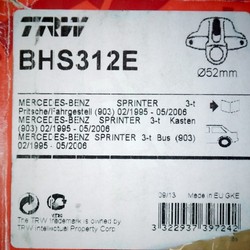 TRW
BHS312E
Ø52mm
MERCEDES-BENZ SPRINTER 3-t
Pritsche/Fahrgestell (903) 02/1995 - 05/2006
MERCEDES-BENZ SPRINTER 3-t Kasten
(903) 02/1995 - 05/2006
MERCEDES-BENZ SPRINTER 3-t Bus (903)
02/1995 - 05/2006
09/13 Made in EU GKE
The TRW trademark is owned by
TRW Intellectual Property Corp.
3 322937 397242